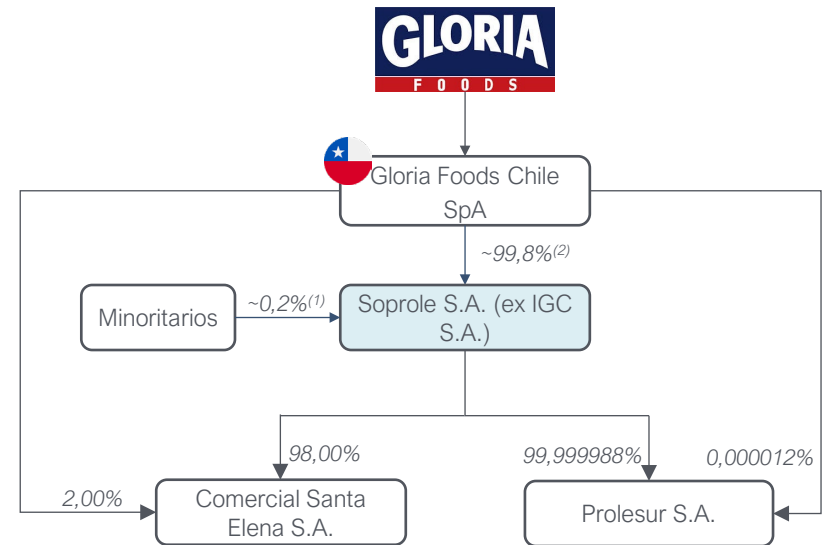 GLORIA
FOODS
Gloria Foods Chile
SpA
~99,8%(2)
Minoritarios
~0,2%(1)
Soprole S.A. (ex IGC
S.A.)
98,00%
99,999988%
0,000012%
2,00%
Comercial Santa
Elena S.A.
Prolesur S.A.